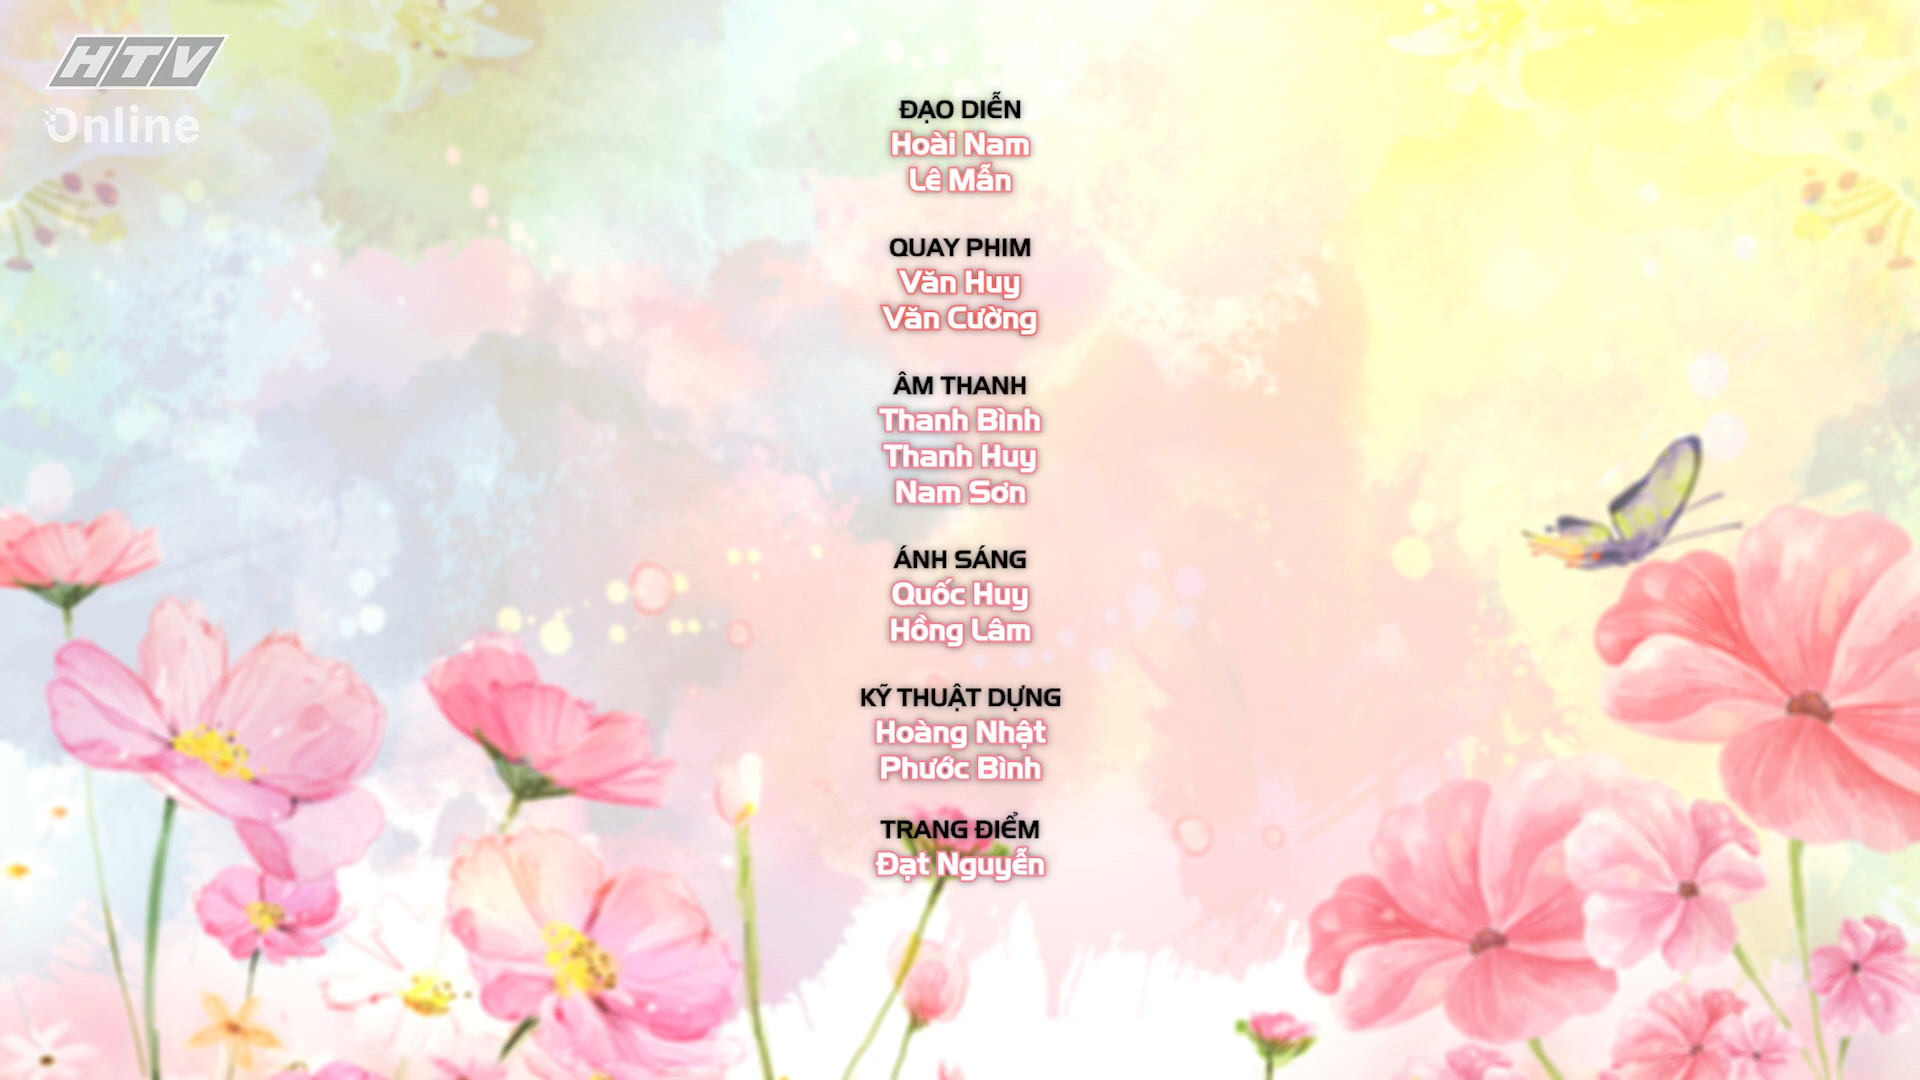 HTV
Online
ĐẠO DIỄN
Hoài Nam
Lê Mẫn
QUAY PHIM
Văn Huy
Văn Cường
ÂM THANH
Thanh Bình
Thanh Huy
Nam Sơn
ÁNH SÁNG
Quốc Huy
Hồng Lâm
KỸ THUẬT DỰNG
Hoàng Nhật
Phước Bình
TRANG ĐIỂM
Đạt Nguyễn